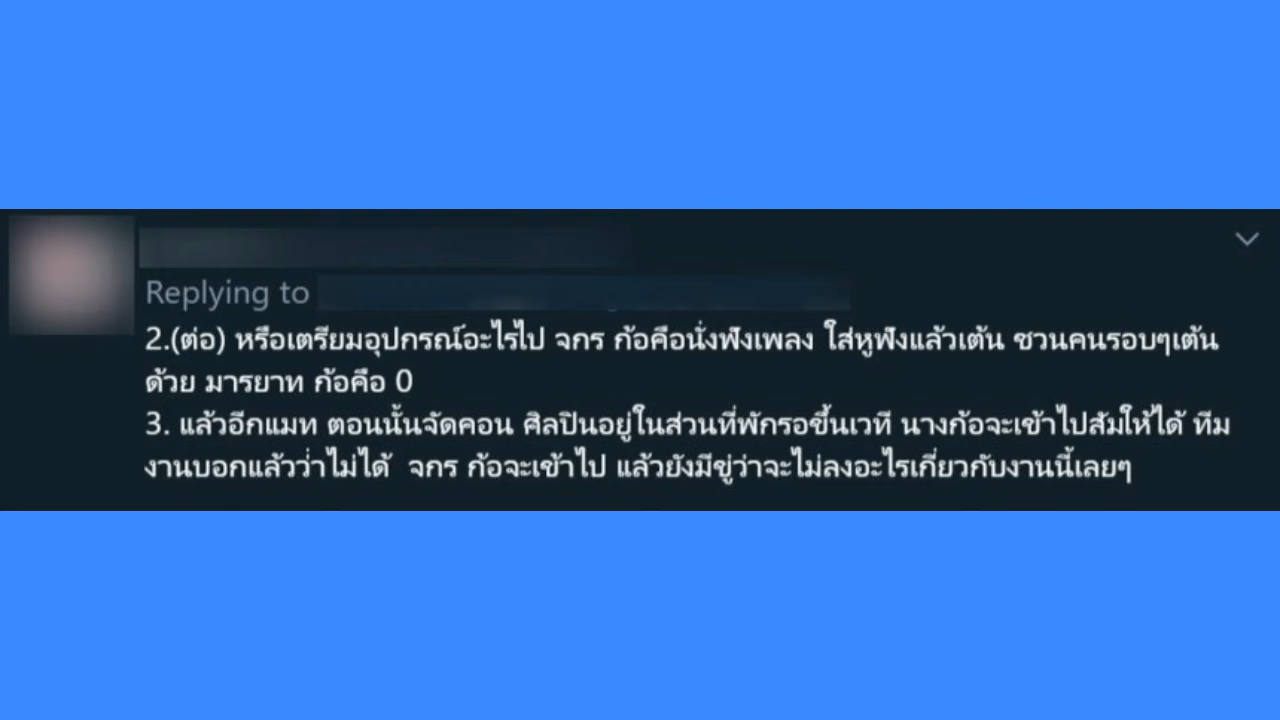 Replying to
2.(ต่อ) หรือเตรียมอุปกรณ์อะไรไป จกร ก้อคือนั่งฟังเพลง ใส่หูฟังแล้วเต้น ชวนคนรอบๆเต้น
ด้วย มารยาท ก้อคือ 0
3. แล้วอีกแมท ตอนนั้นจัดคอน ศิลปินอยู่ในส่วนที่พักรอขึ้นเวที นางก้อจะเข้าไปสัมให้ได้ ทีม
งานบอกแล้วว่าไม่ได้ จกร ก้อจะเข้าไป แล้วยังมีขู่ว่าจะไม่ลงอะไรเกี่ยวกับงานนี้เลยๆ